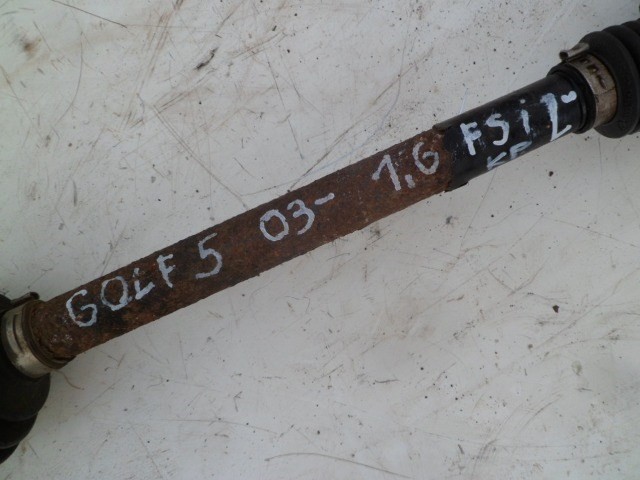 GOLF 5 03- 1,6 FSi L-
KP